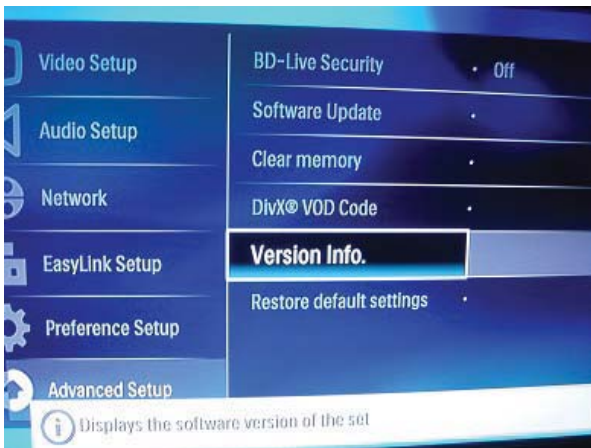 Video Setup
Audio Setup
Network
EasyLink Setup
Preference Setup
Advanced Setup
BD-Live Security · Off
Software Update ·
Clear memory ·
DivX® VOD Code ·
Version Info.
Restore default settings ·
Displays the software version of the set